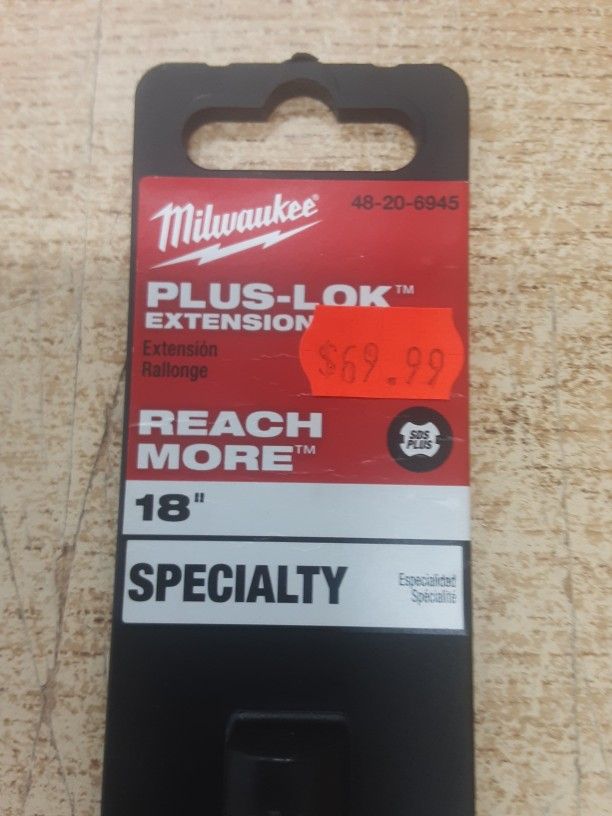 Milwaukee® 48-20-6945
PLUS-LOK™
EXTENSION
Extensión
Rallonge
$69.99
REACH
MORE™
SDS
PLUS
18"
SPECIALTY
Especialidad
Spécialité